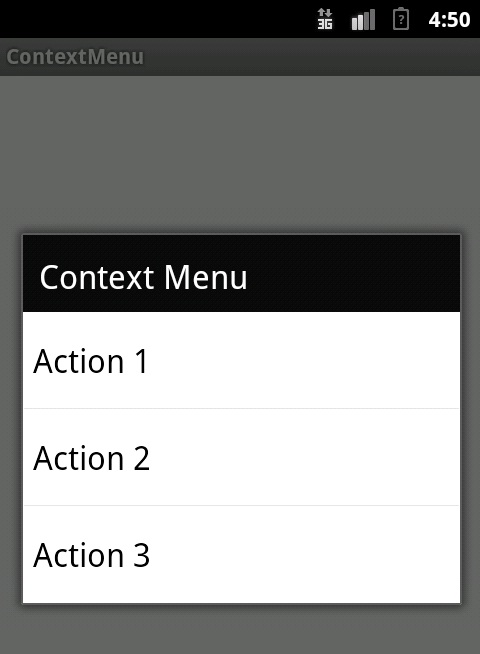 3G ? 4:50
ContextMenu
Context Menu
Action 1
Action 2
Action 3